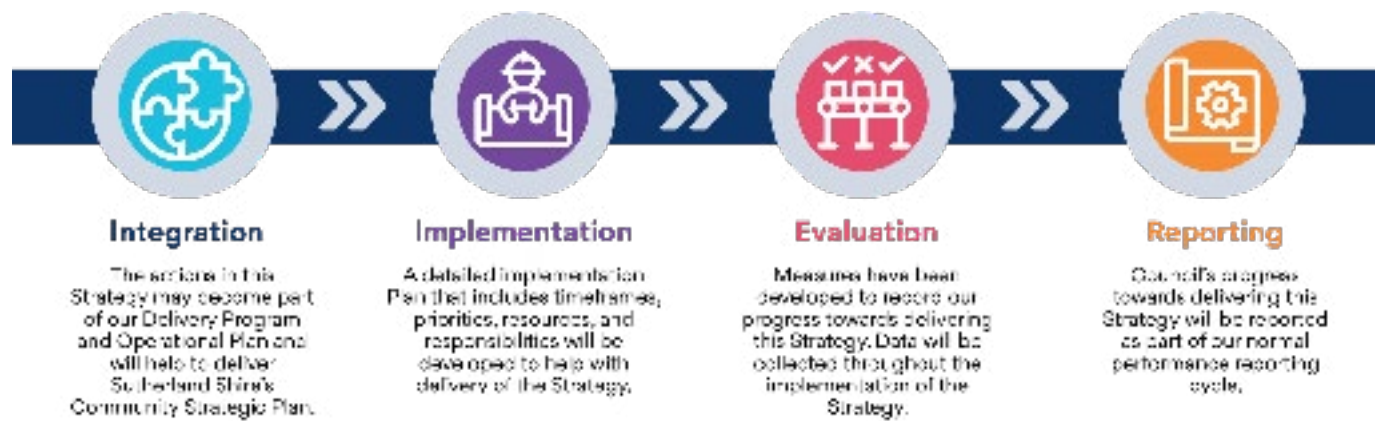 Integration
The actions in this
Strategy may become part
of our Delivery Program
and Operational Plan and
will help to deliver
Sutherland Shire's
Community Strategic Plan.
Implementation
A detailed implementation
Plan that includes timeframes,
priorities, resources, and
responsibilities will be
developed to help with
delivery of the Strategy.
Evaluation
Measures have been
developed to record our
progress towards delivering
this Strategy. Data will be
collected throughout the
implementation of the
Strategy.
Reporting
Council's progress
towards delivering this
Strategy will be reported
as part of our normal
performance reporting
cycle.